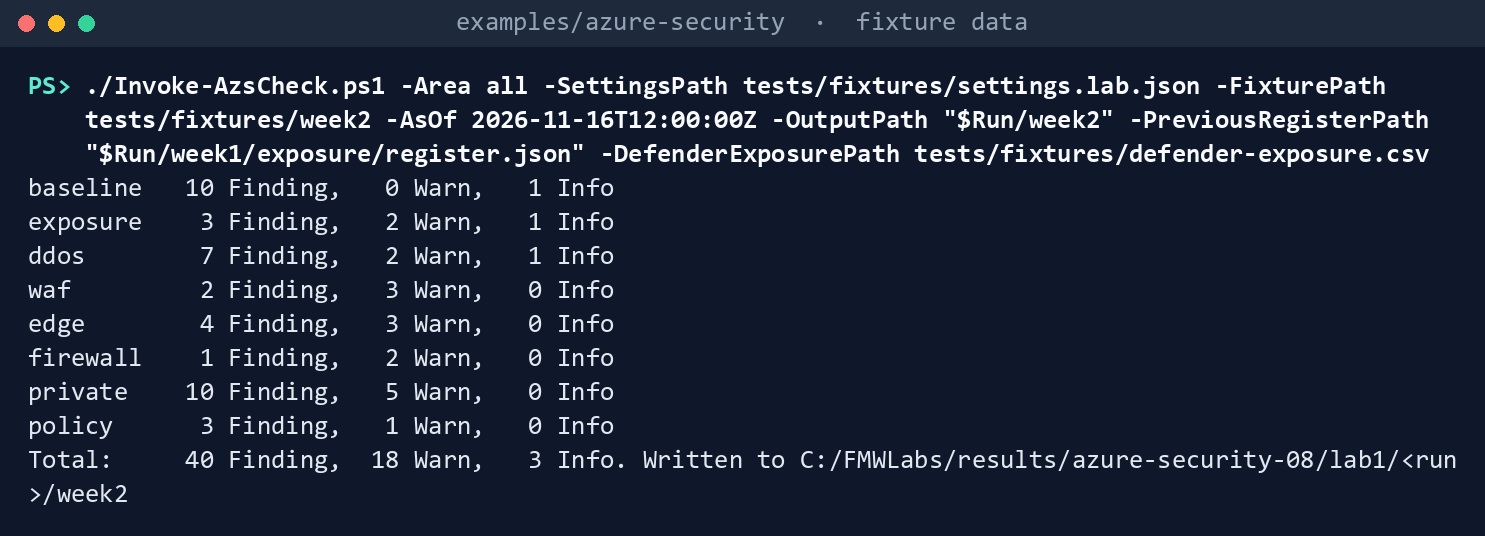 examples/azure-security · fixture data
PS> ./Invoke-AzsCheck.ps1 -Area all -SettingsPath tests/fixtures/settings.lab.json -FixturePath
tests/fixtures/week2 -AsOf 2026-11-16T12:00:00Z -OutputPath "$Run/week2" -PreviousRegisterPath
"$Run/week1/exposure/register.json" -DefenderExposurePath tests/fixtures/defender-exposure.csv
baseline   10 Finding,   0 Warn,   1 Info
exposure    3 Finding,   2 Warn,   1 Info
ddos        7 Finding,   2 Warn,   1 Info
waf         2 Finding,   3 Warn,   0 Info
edge        4 Finding,   3 Warn,   0 Info
firewall    1 Finding,   2 Warn,   0 Info
private    10 Finding,   5 Warn,   0 Info
policy      3 Finding,   1 Warn,   0 Info
Total:     40 Finding,  18 Warn,   3 Info. Written to C:/FMWLabs/results/azure-security-08/lab1/<run
>/week2